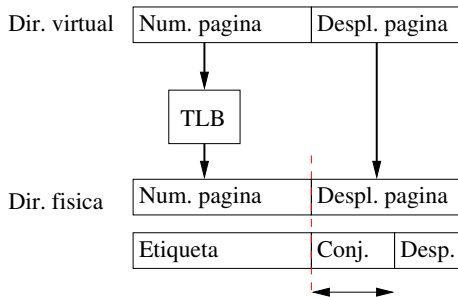 Dir. virtual Num. pagina Despl. pagina
TLB
Dir. fisica Num. pagina Despl. pagina
Etiqueta Conj. Desp.